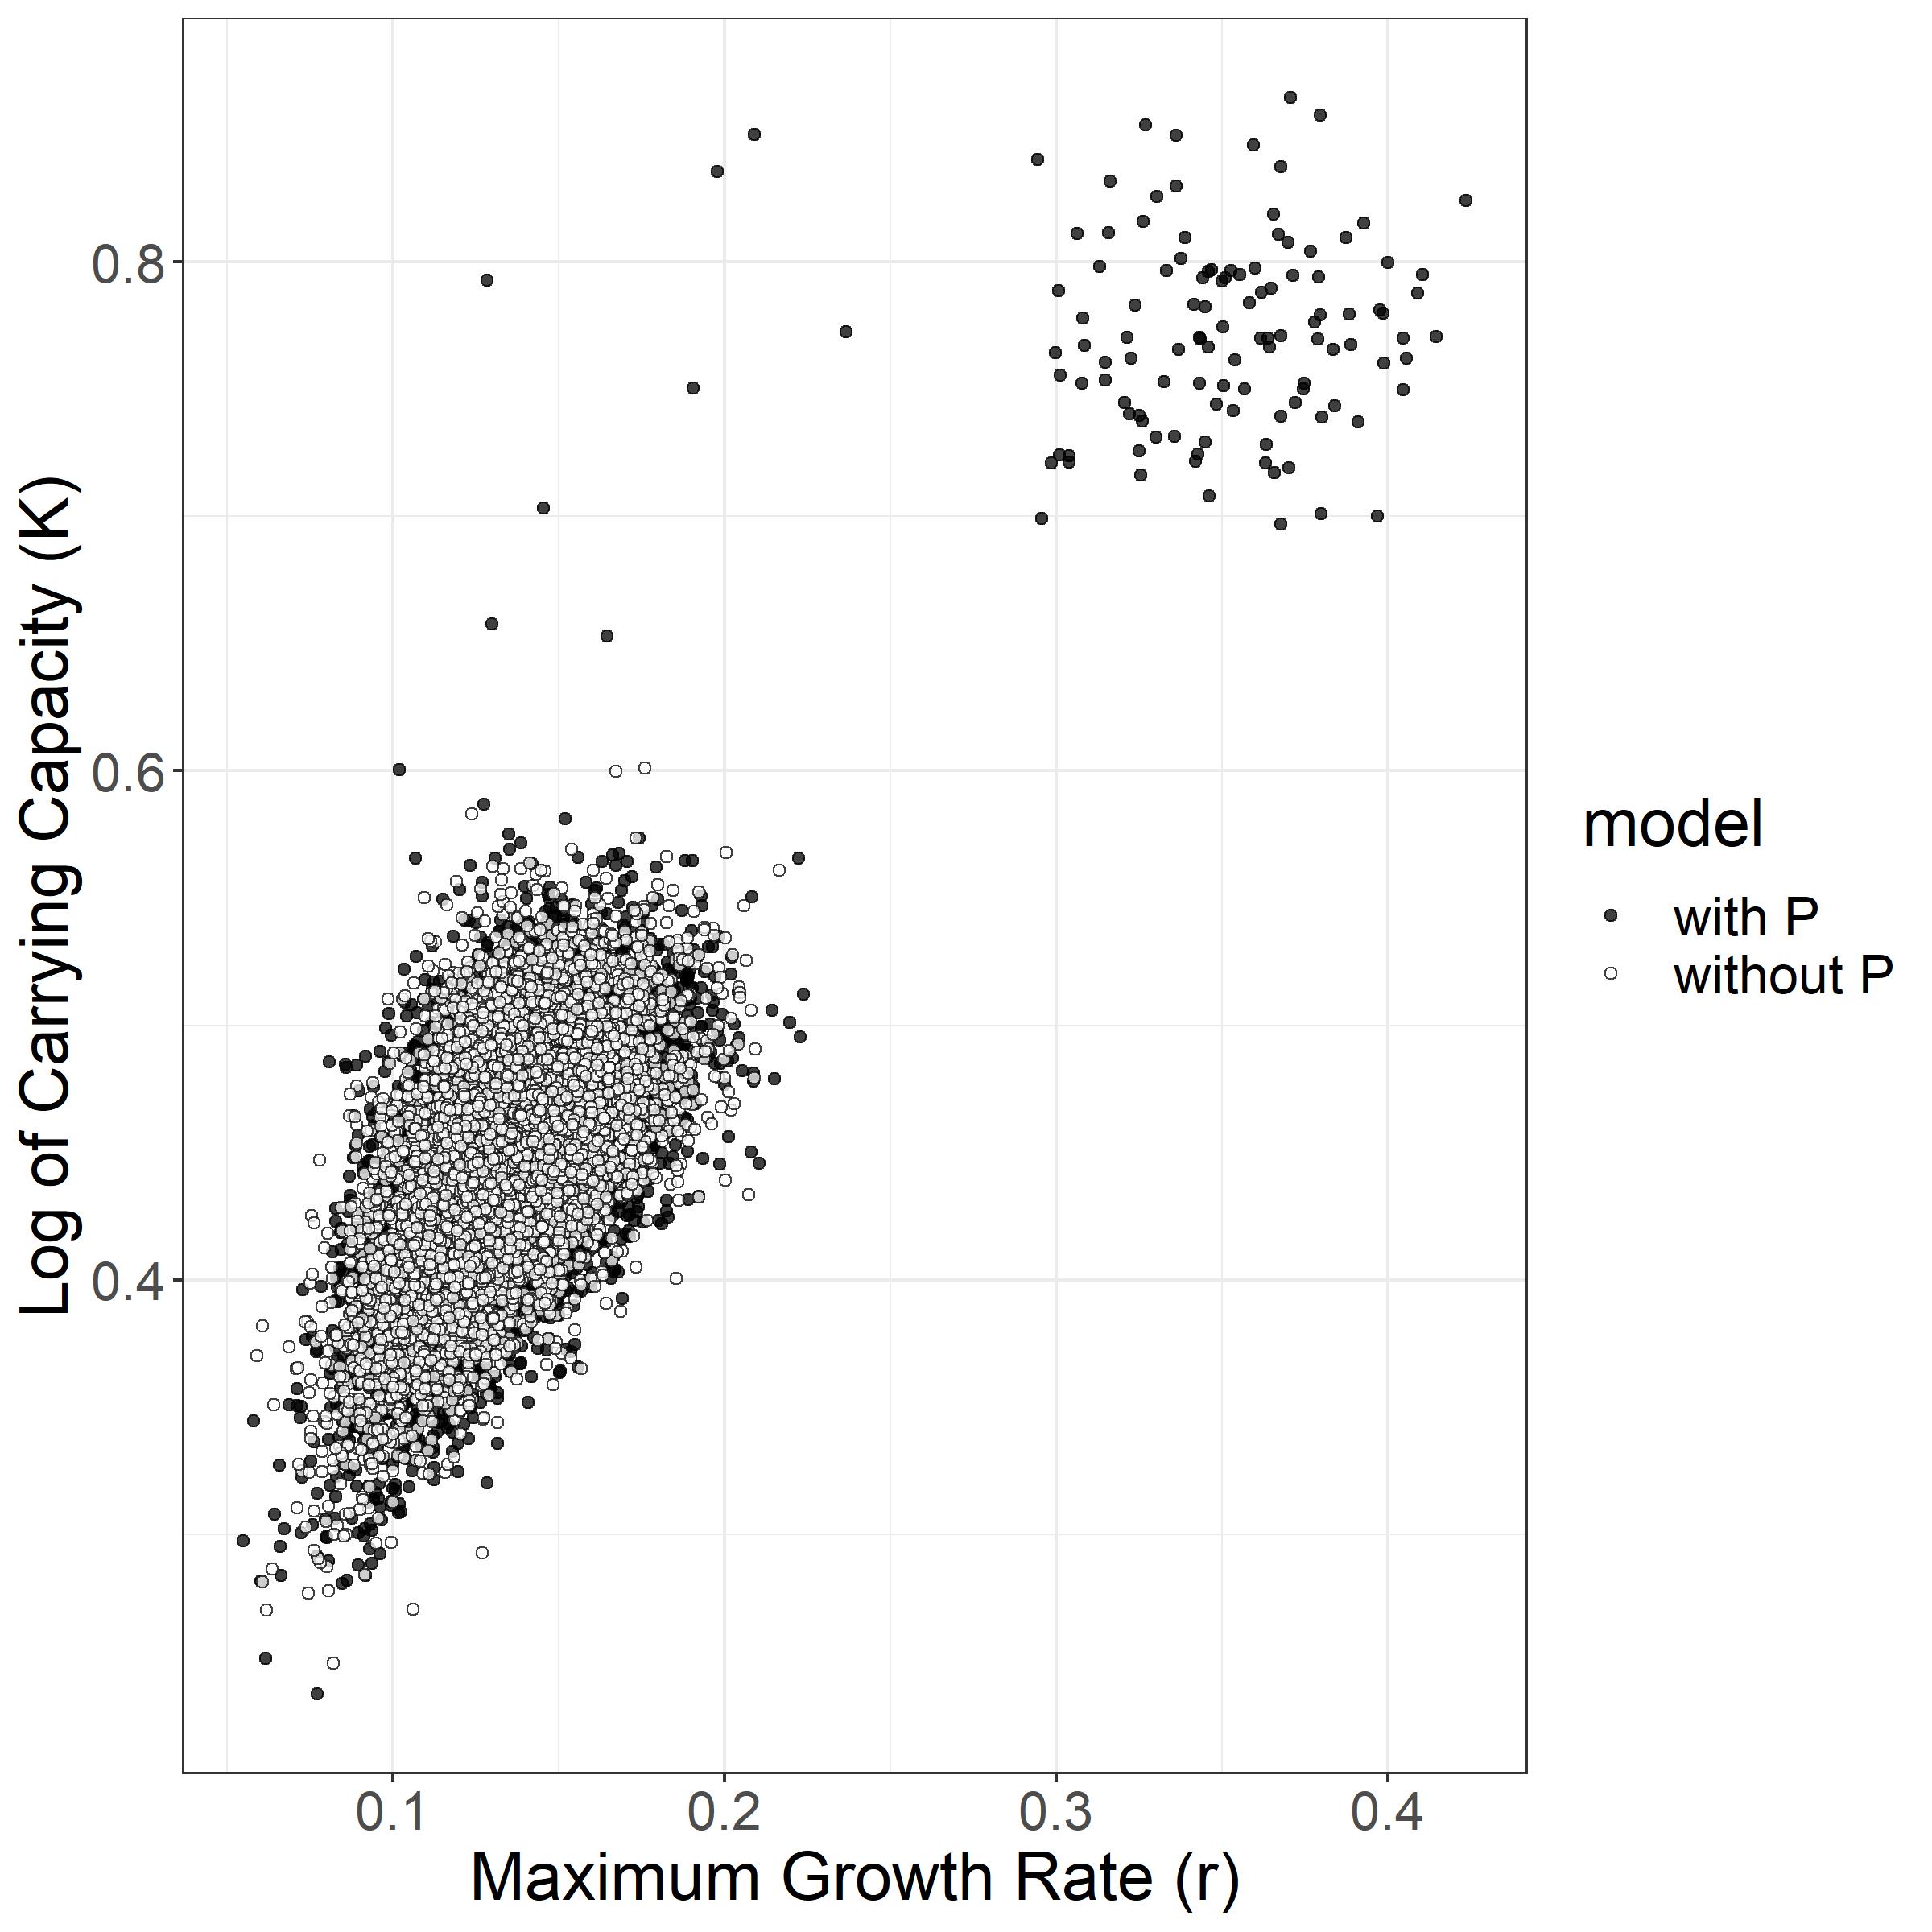 Log of Carrying Capacity (K)
0.8
0.6
0.4
0.1 0.2 0.3 0.4
Maximum Growth Rate (r)
model
with P
without P